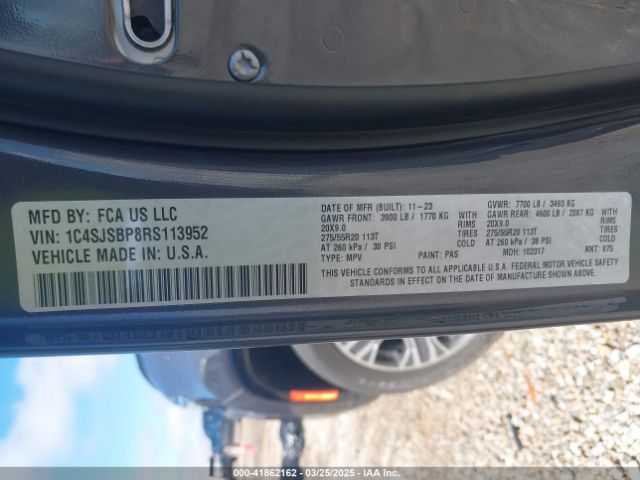 MFD BY: FCA US LLC
VIN: 1C4SJSBP8RS113952
VEHICLE MADE IN: U.S.A.
DATE OF MFR (BUILT): 11-23 GVWR: 7700 LB / 3493 KG
GAWR FRONT: 3900 LB / 1770 KG WITH GAWR REAR: 4600 LB / 2087 KG WITH
20X9.0 RIMS 20X9.0 RIMS
275/55R20 113T TIRES 275/55R20 113T TIRES
AT 260 kPa / 38 PSI COLD AT 260 kPa / 38 PSI COLD
TYPE: MPV PAINT: PAS MDH: 102317 MKT: 875
THIS VEHICLE CONFORMS TO ALL APPLICABLE U.S.A. FEDERAL MOTOR VEHICLE SAFETY
STANDARDS IN EFFECT ON THE DATE OF MANUFACTURE SHOWN ABOVE
000-41862162 | 03/25/2025 | IAA Inc.